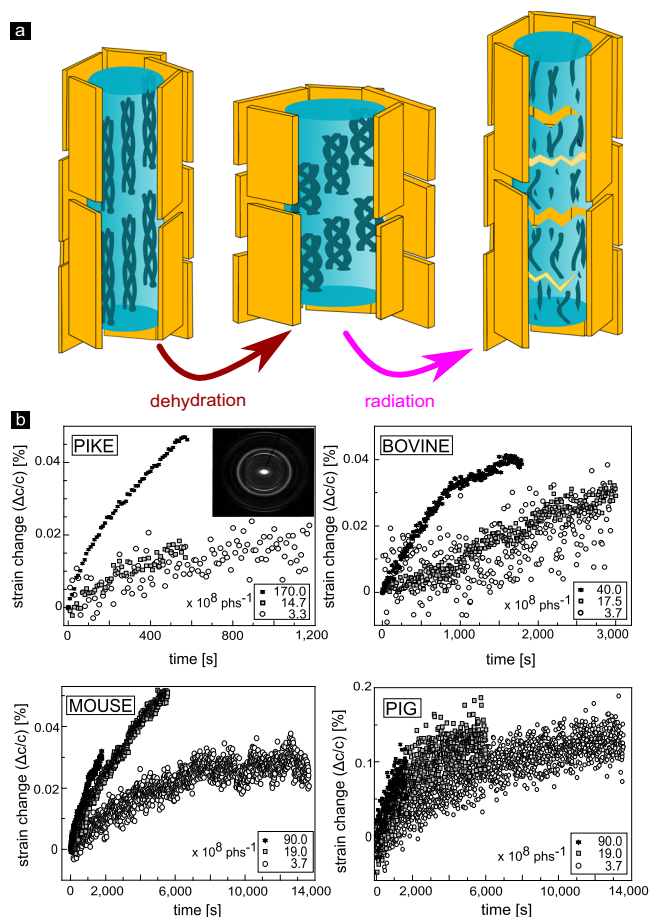 a
dehydration
radiation
b
PIKE
strain change (Δc/c) [%]
0.04
0.02
0
0
400
800
1,200
time [s]
x 10⁸ phs⁻¹
170.0
14.7
3.3
BOVINE
strain change (Δc/c) [%]
0.04
0.02
0
0
1,000
2,000
3,000
time [s]
x 10⁸ phs⁻¹
40.0
17.5
3.7
MOUSE
strain change (Δc/c) [%]
0.04
0.02
0
0
2,000
6,000
10,000
14,000
time [s]
x 10⁸ phs⁻¹
90.0
19.0
3.7
PIG
strain change (Δc/c) [%]
0.2
0.1
0
0
2,000
6,000
10,000
14,000
time [s]
x 10⁸ phs⁻¹
90.0
19.0
3.7